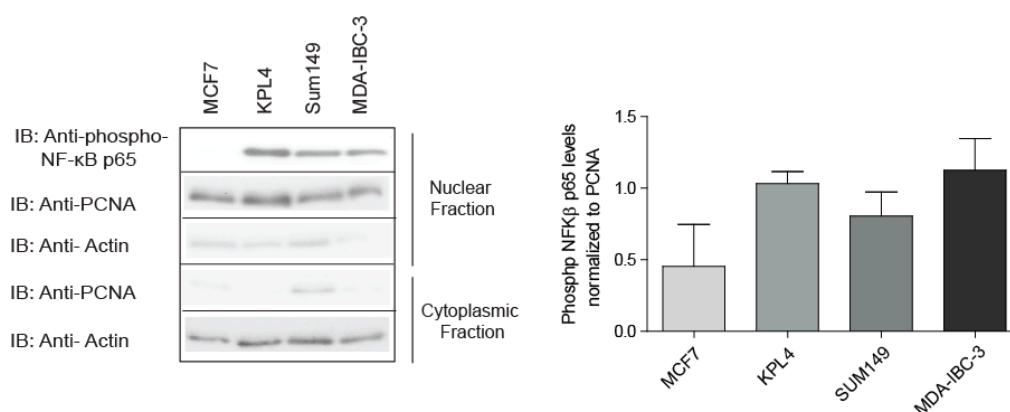 MCF7
KPL4
Sum149
MDA-IBC-3
IB: Anti-phospho-
NF-κB p65
IB: Anti-PCNA
IB: Anti- Actin
IB: Anti-PCNA
IB: Anti- Actin
Nuclear
Fraction
Cytoplasmic
Fraction
Phosphp NFKβ p65 levels
normalized to PCNA
1.5
1.0
0.5
0.0
MCF7
KPL4
SUM149
MDA-IBC-3